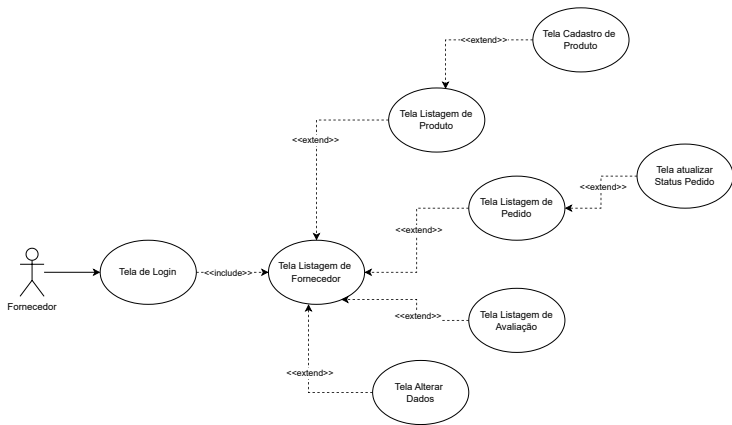 Tela Cadastro de
Produto
<<extend>>
Tela Listagem de
Produto
<<extend>>
Tela atualizar
Status Pedido
<<extend>>
Tela Listagem de
Pedido
<<extend>>
Fornecedor
Tela de Login
<<include>>
Tela Listagem de
Fornecedor
<<extend>>
Tela Listagem de
Avaliação
<<extend>>
Tela Alterar
Dados